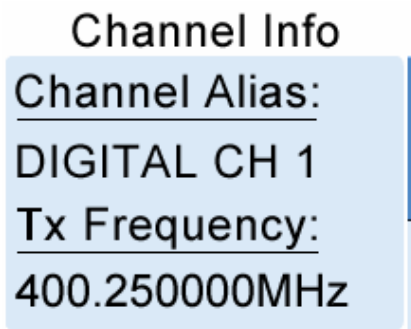 Channel Info
Channel Alias:
DIGITAL CH 1
Tx Frequency:
400.250000MHz